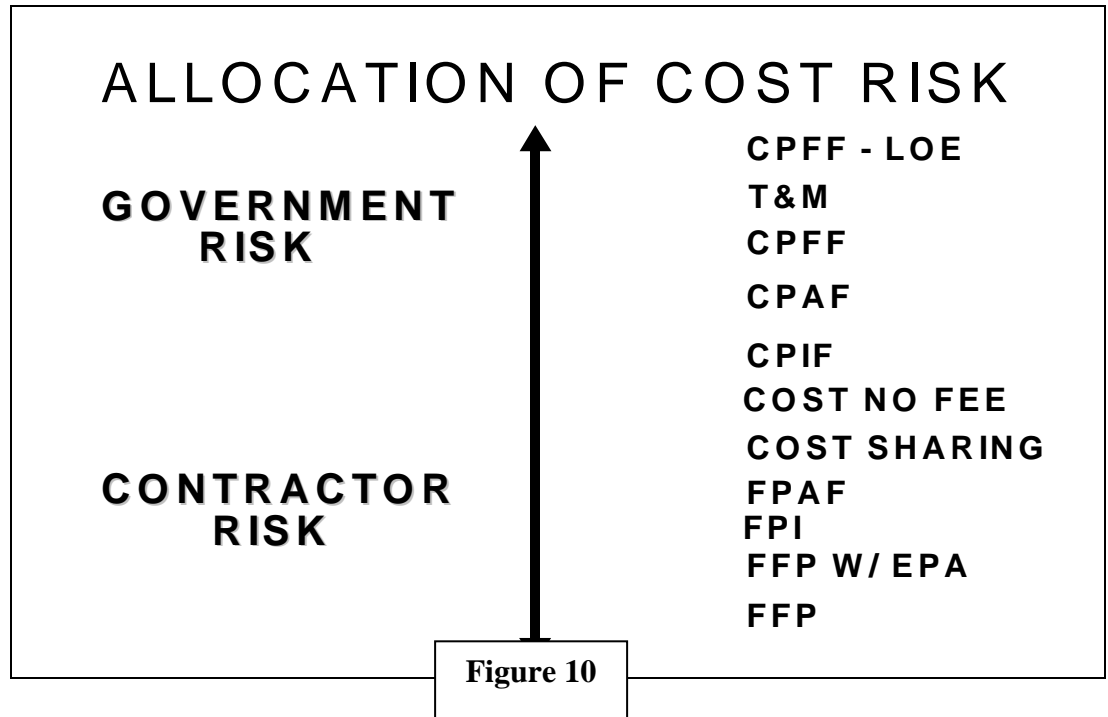 ALLOCATION OF COST RISK
GOVERNMENT
RISK
CONTRACTOR
RISK
CPFF - LOE
T&M
CPFF
CPAF
CPIF
COST NO FEE
COST SHARING
FPAF
FPI
FFP W/ EPA
FFP
Figure 10